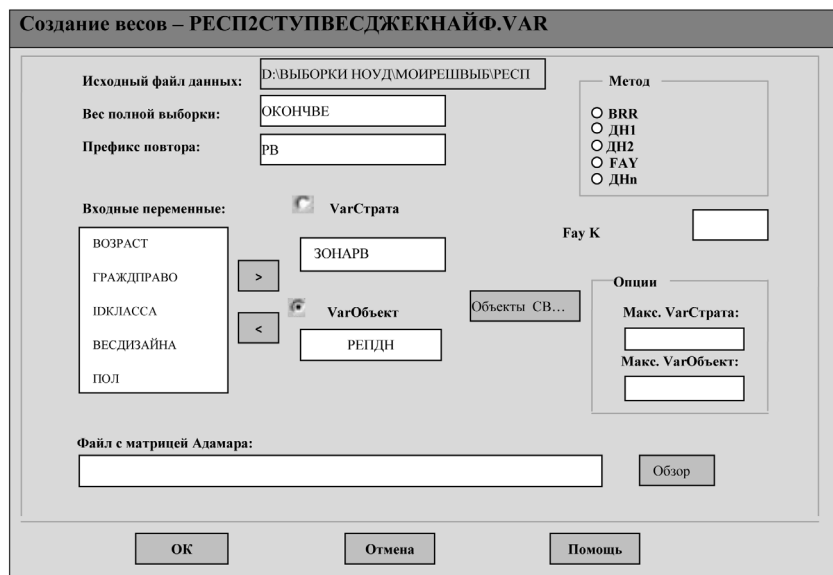 Создание весов – РЕСП2СТУПВЕСДЖЕКНАЙФ.VAR
Исходный файл данных: D:\ВЫБОРКИ НОУД\МОИРЕШВЫБ\РЕСП
Вес полной выборки: ОКОНЧВЕ
Префикс повтора: РВ
Метод
BRR
ДН1
ДН2
FAY
ДНn
Fay K
Входные переменные:
ВОЗРАСТ
ГРАЖДПРАВО
IDКЛАССА
ВЕСДИЗАЙНА
ПОЛ
>
<
VarСтрата
ЗОНАРВ
VarОбъект
РЕПДН
Объекты СВ…
Опции
Макс. VarСтрата:
Макс. VarОбъект:
Файл с матрицей Адамара:
Обзор
ОК
Отмена
Помощь